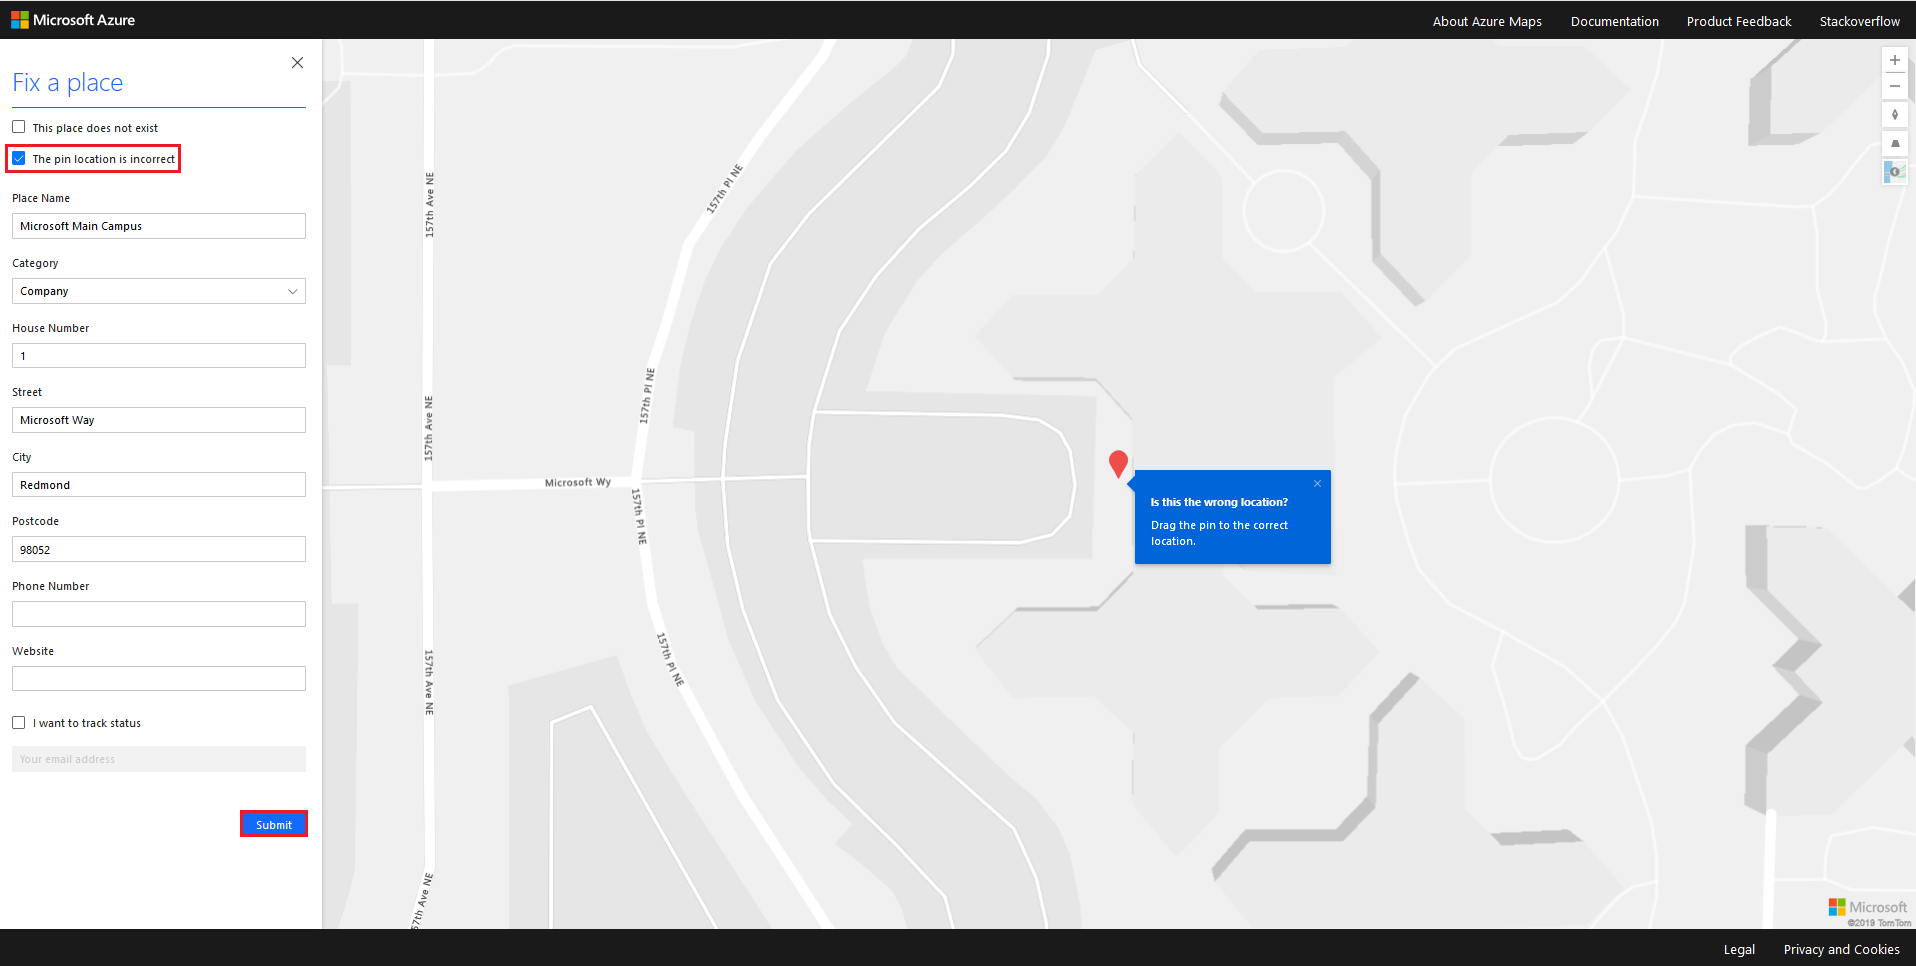 Microsoft Azure
About Azure Maps Documentation Product Feedback Stackoverflow
Fix a place
This place does not exist
The pin location is incorrect
Place Name
Microsoft Main Campus
Category
Company
House Number
1
Street
Microsoft Way
City
Redmond
Postcode
98052
Phone Number
Website
I want to track status
Your email address
Submit
157th Ave NE
157th Pl NE
157th Ave NE
157th Pl NE
Microsoft Wy
157th Pl NE
157th Ave NE
157th Pl NE
57th Ave NE
Is this the wrong location?
Drag the pin to the correct
location.
Microsoft
©2019 TomTom
Legal Privacy and Cookies